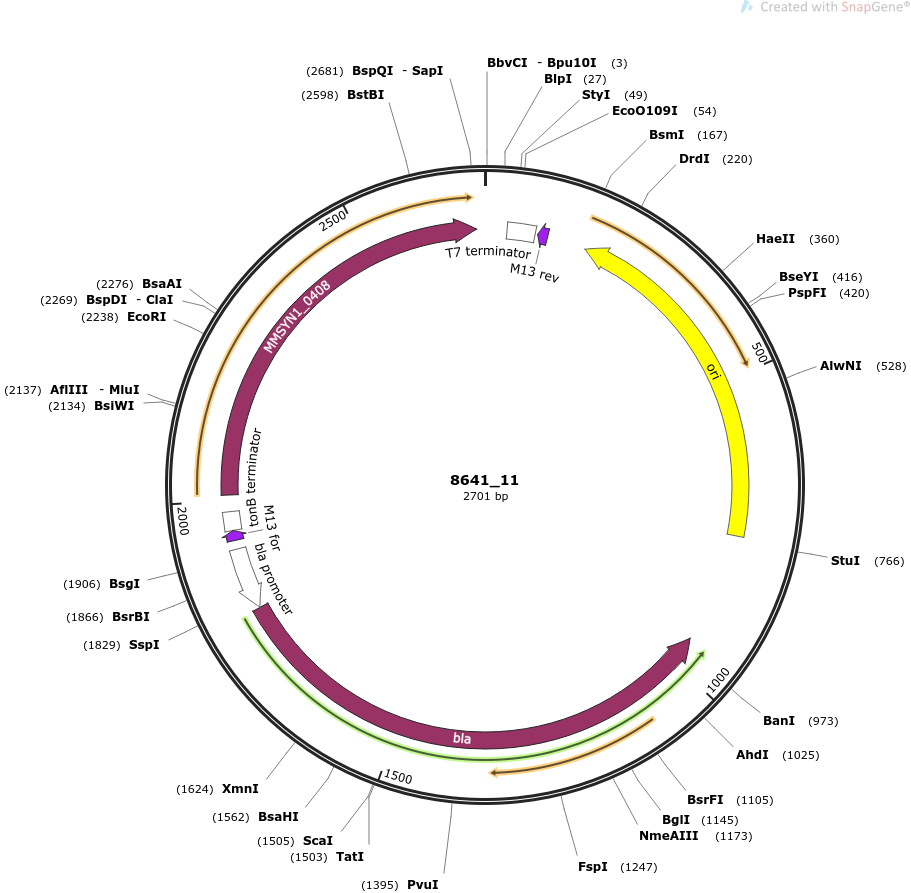 Created with SnapGene®
(2681) BspQI - SapI
(2598) BstBI
BbvCI - Bpu10I (3)
BlpI (27)
StyI (49)
EcoO109I (54)
BsmI (167)
DrdI (220)
HaeII (360)
BseYI (416)
PspFI (420)
500
AlwNI (528)
StuI (766)
1000
BanI (973)
AhdI (1025)
BsrFI (1105)
BglI (1145)
NmeAIII (1173)
FspI (1247)
(1395) PvuI
(1503) TatI
(1505) ScaI
1500
(1562) BsaHI
(1624) XmnI
(1829) SspI
(1866) BsrBI
(1906) BsgI
2000
(2134) BsiWI
(2137) AflIII - MluI
(2238) EcoRI
(2269) BspDI - ClaI
(2276) BsaAI
2500
T7 terminator
M13 rev
ori
MMSYN1_0408
tonB terminator
M13 for
bla promoter
bla
8641_11
2701 bp